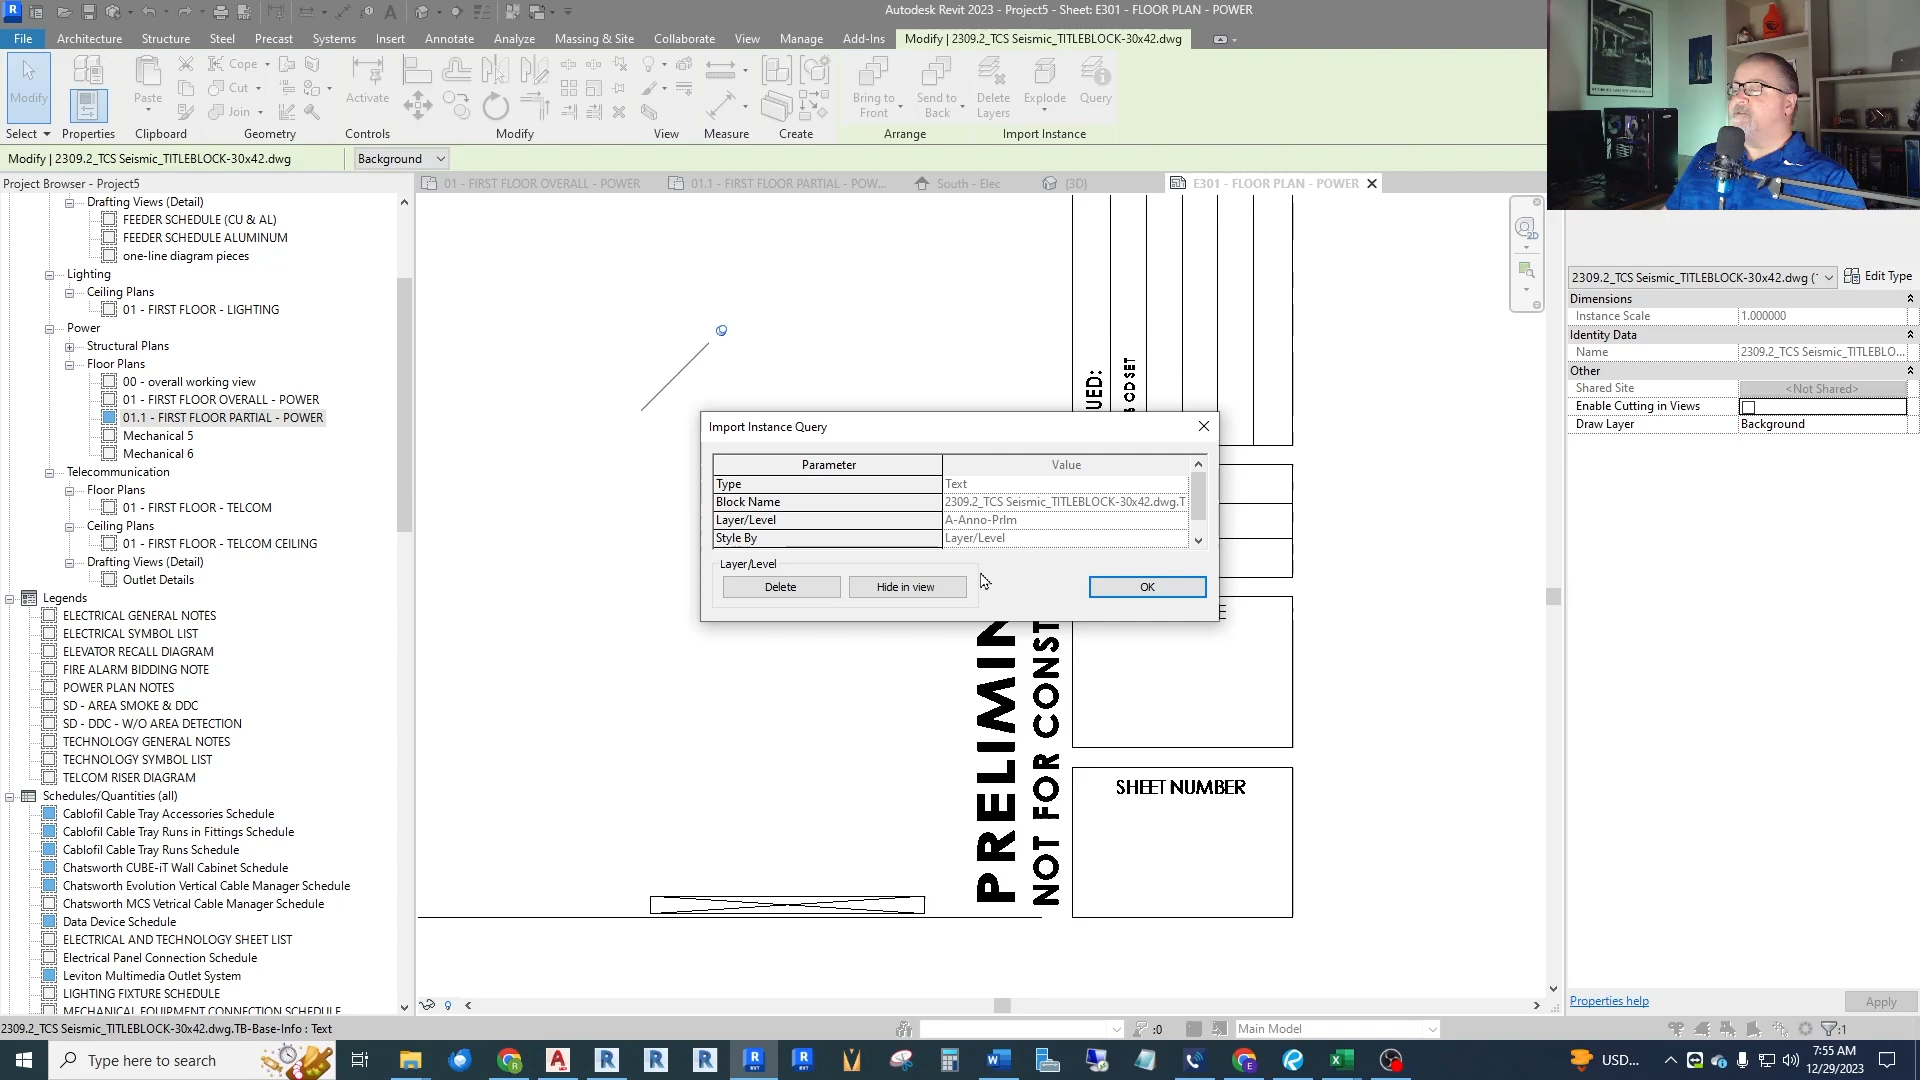 Autodesk Revit 2023 - Project5 - Sheet: E301 - FLOOR PLAN - POWER
File Architecture Structure Steel Precast Systems Insert Annotate Analyze Massing & Site Collaborate View Manage Add-Ins Modify | 2309.2_TCS Seismic_TITLEBLOCK-30x42.dwg
Modify Paste Cope Cut Join Activate Bring to Front Send to Back Delete Layers Explode Query
Select Properties Clipboard Geometry Controls Modify View Measure Create Arrange Import Instance
Modify | 2309.2_TCS Seismic_TITLEBLOCK-30x42.dwg Background
Project Browser - Project5
01 - FIRST FLOOR OVERALL - POWER 01.1 - FIRST FLOOR PARTIAL - POW... South - Elec {3D} E301 - FLOOR PLAN - POWER
Drafting Views (Detail)
FEEDER SCHEDULE (CU & AL)
FEEDER SCHEDULE ALUMINUM
one-line diagram pieces
Lighting
Ceiling Plans
01 - FIRST FLOOR - LIGHTING
Power
Structural Plans
Floor Plans
00 - overall working view
01 - FIRST FLOOR OVERALL - POWER
01.1 - FIRST FLOOR PARTIAL - POWER
Mechanical 5
Mechanical 6
Telecommunication
Floor Plans
01 - FIRST FLOOR - TELCOM
Ceiling Plans
01 - FIRST FLOOR - TELCOM CEILING
Drafting Views (Detail)
Outlet Details
Legends
ELECTRICAL GENERAL NOTES
ELECTRICAL SYMBOL LIST
ELEVATOR RECALL DIAGRAM
FIRE ALARM BIDDING NOTE
POWER PLAN NOTES
SD - AREA SMOKE & DDC
SD - DDC - W/O AREA DETECTION
TECHNOLOGY GENERAL NOTES
TECHNOLOGY SYMBOL LIST
TELCOM RISER DIAGRAM
Schedules/Quantities (all)
Cablofil Cable Tray Accessories Schedule
Cablofil Cable Tray Runs in Fittings Schedule
Cablofil Cable Tray Runs Schedule
Chatsworth CUBE-iT Wall Cabinet Schedule
Chatsworth Evolution Vertical Cable Manager Schedule
Chatsworth MCS Vetrical Cable Manager Schedule
Data Device Schedule
ELECTRICAL AND TECHNOLOGY SHEET LIST
Electrical Panel Connection Schedule
Leviton Multimedia Outlet System
LIGHTING FIXTURE SCHEDULE
MECHANICAL EQUIPMENT CONNECTION SCHEDULE
UED:
OD SET
Import Instance Query
Parameter Value
Type Text
Block Name 2309.2_TCS Seismic_TITLEBLOCK-30x42.dwg.T
Layer/Level A-Anno-Prlm
Style By Layer/Level
Layer/Level
Delete Hide in view OK
PRELIMIN
NOT FOR CONST
SHEET NUMBER
2D
2309.2_TCS Seismic_TITLEBLOCK-30x42.dwg (' Edit Type
Dimensions
Instance Scale 1.000000
Identity Data
Name 2309.2_TCS Seismic_TITLEBLO...
Other
Shared Site <Not Shared>
Enable Cutting in Views
Draw Layer Background
Properties help Apply
2309.2_TCS Seismic_TITLEBLOCK-30x42.dwg.TB-Base-Info : Text :0 Main Model :1
Type here to search USD... 7:55 AM
12/29/2023